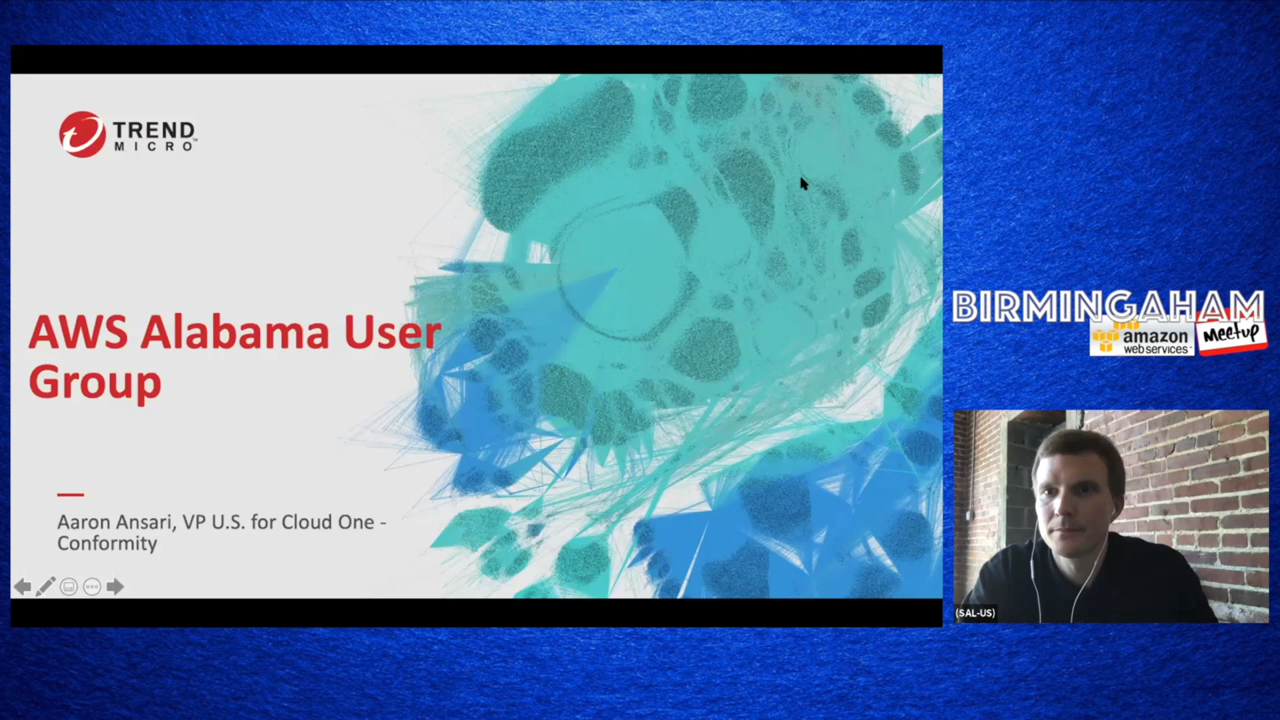 TREND
MICRO
AWS Alabama User
Group
Aaron Ansari, VP U.S. for Cloud One -
Conformity
BIRMINGAHAM
amazon
web services
Meetup
(SAL-US)